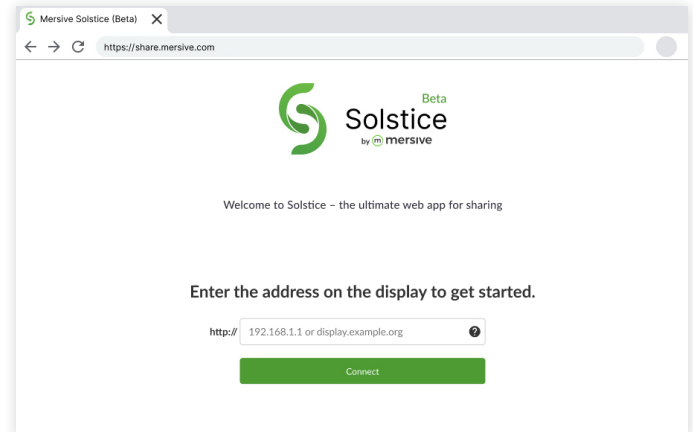 Mersive Solstice (Beta)
https://share.mersive.com
Beta
Solstice
by m mersive
Welcome to Solstice – the ultimate web app for sharing
Enter the address on the display to get started.
http:// 192.168.1.1 or display.example.org ?
Connect